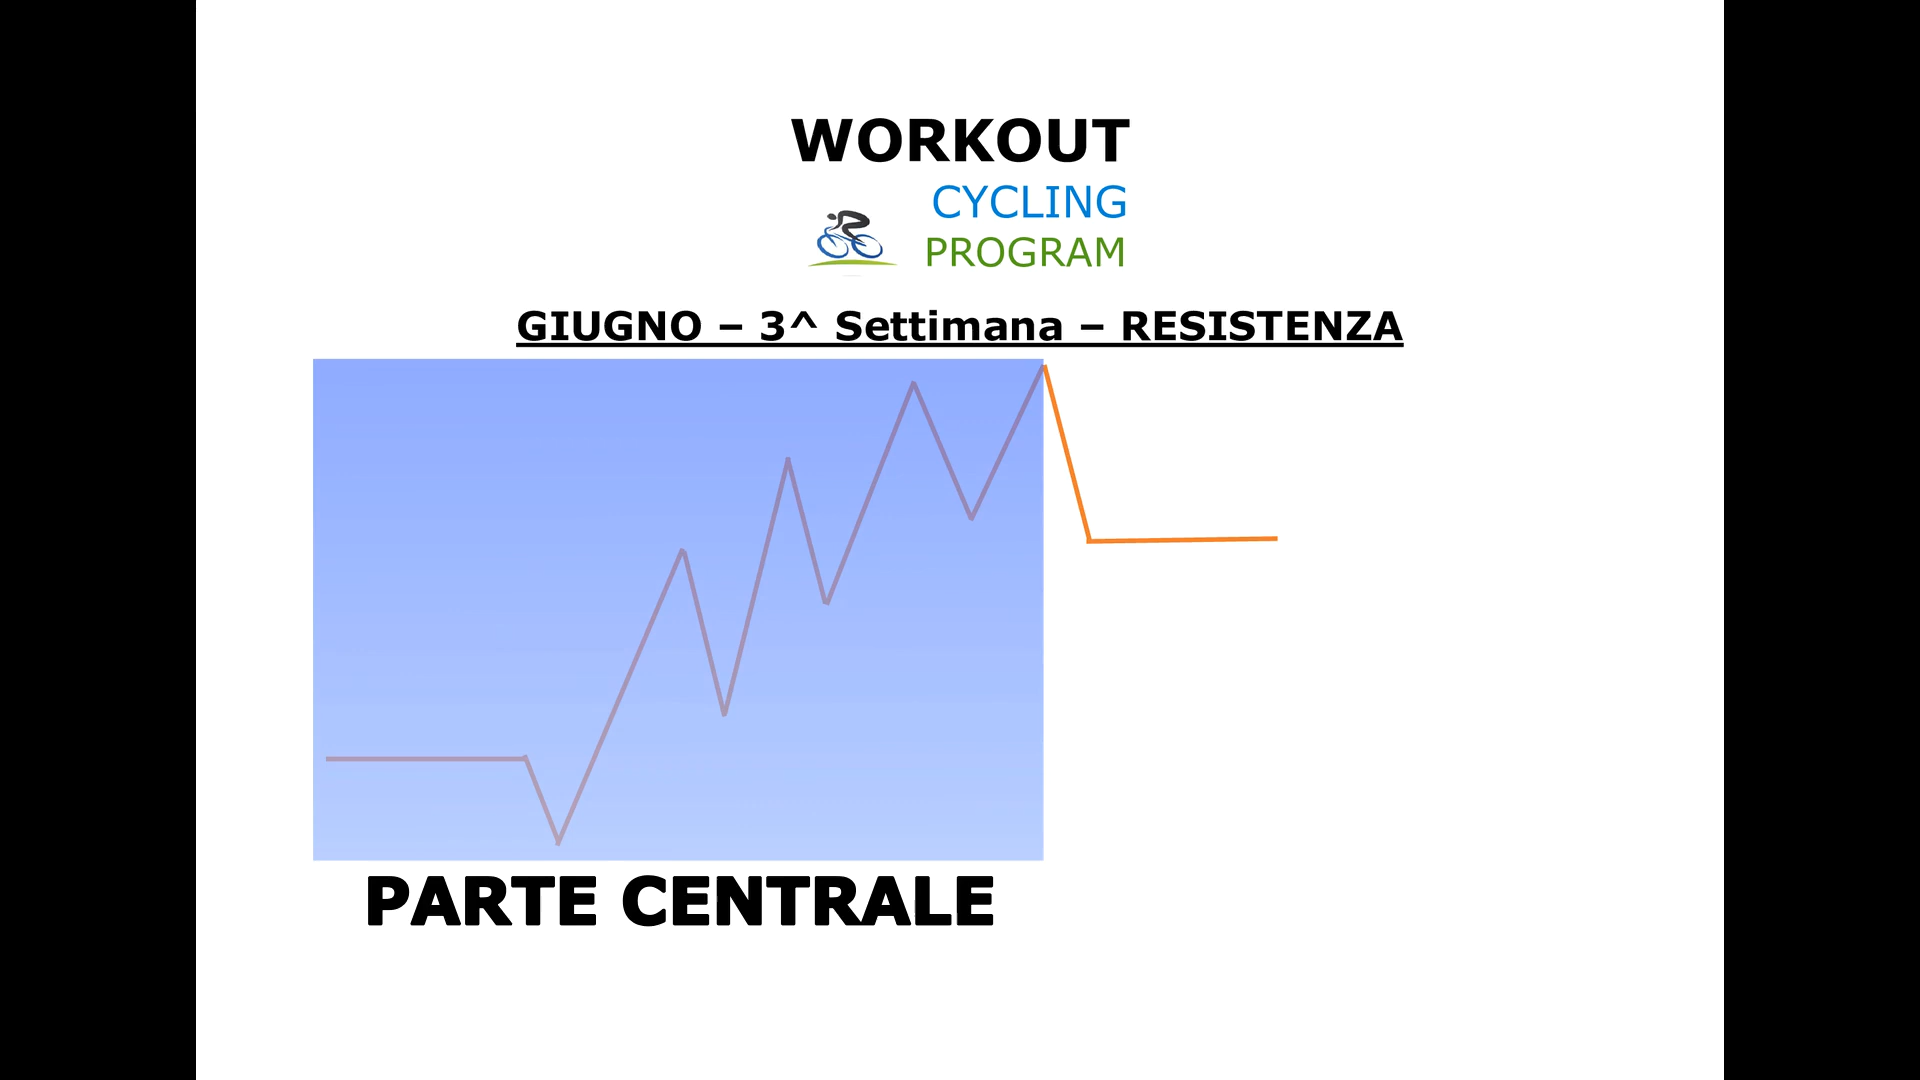 WORKOUT
CYCLING
PROGRAM
GIUGNO – 3^ Settimana – RESISTENZA
PARTE CENTRALE